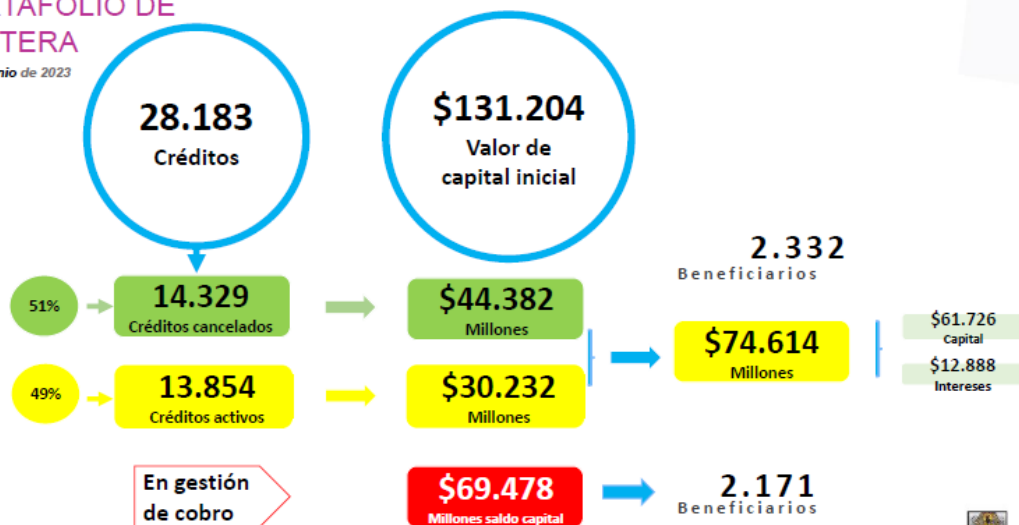 TAFOLIO DE
TERA
nio de 2023
28.183
Créditos
$131.204
Valor de
capital inicial
2.332
Beneficiarios
51%
14.329
Créditos cancelados
$44.382
Millones
$74.614
Millones
$61.726
Capital
$12.888
Intereses
49%
13.854
Créditos activos
$30.232
Millones
En gestión
de cobro
$69.478
Millones saldo capital
2.171
Beneficiarios